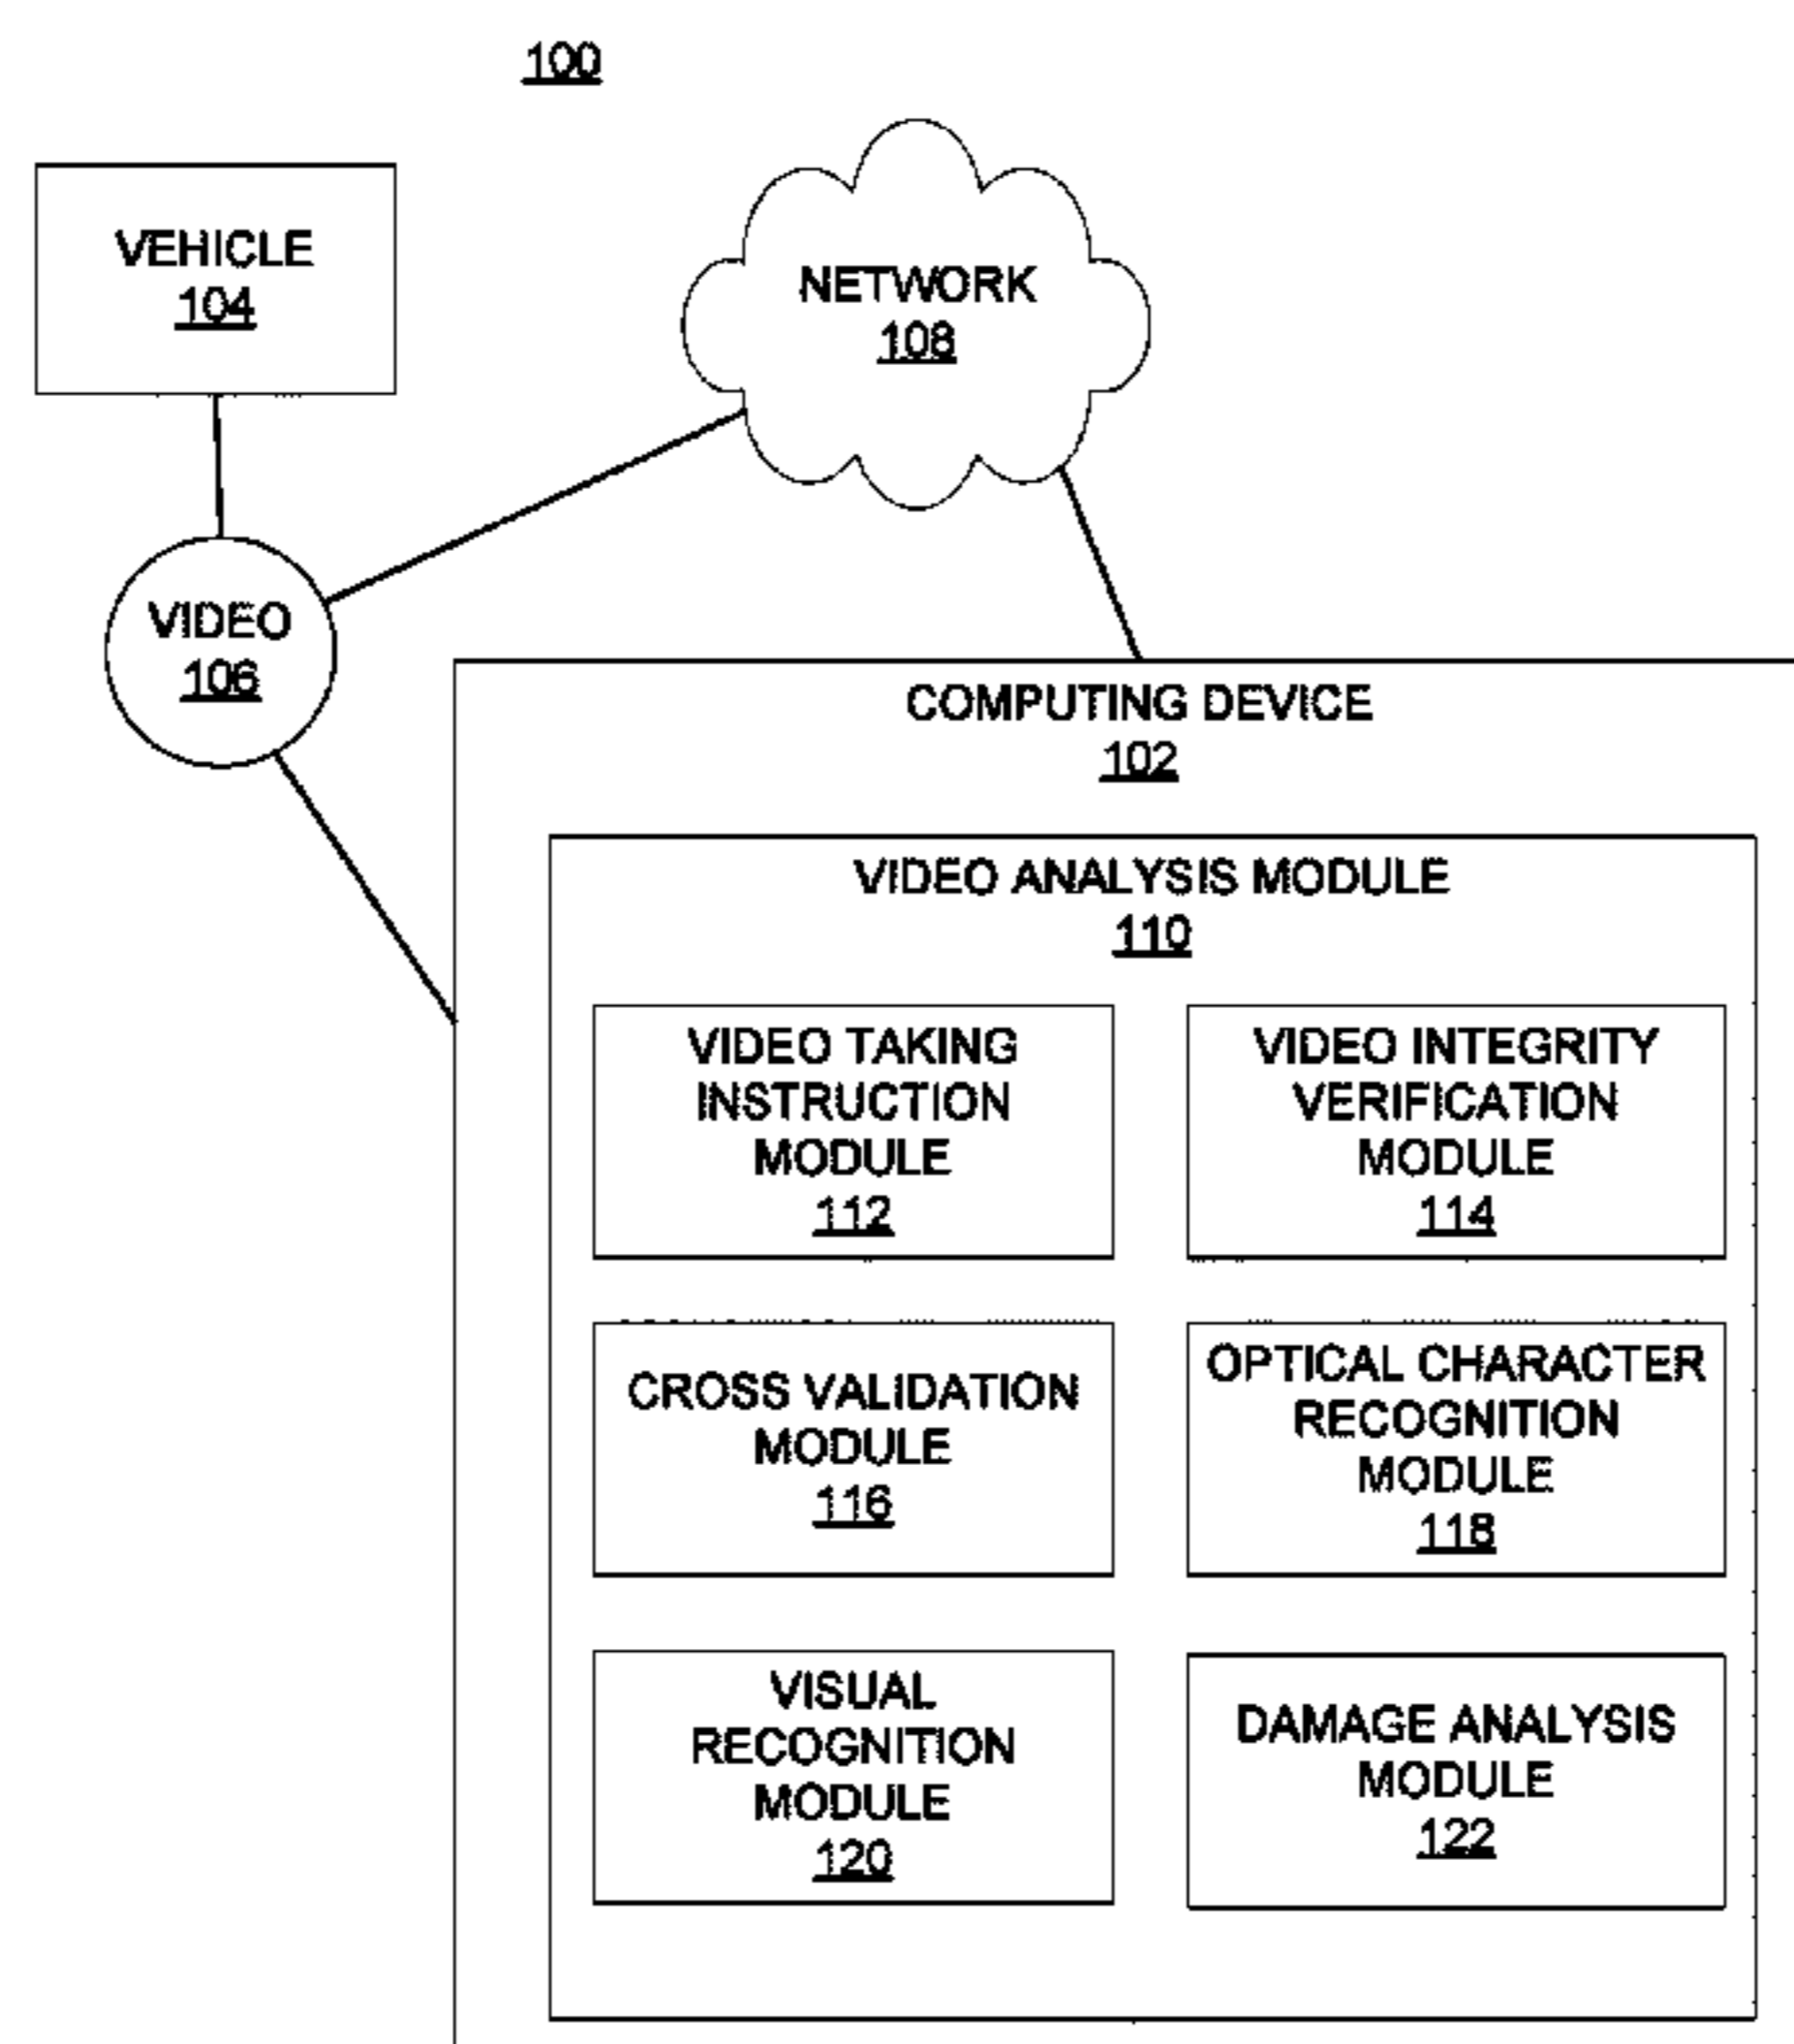 100
VEHICLE
104
NETWORK
108
VIDEO
106
COMPUTING DEVICE
102
VIDEO ANALYSIS MODULE
110
VIDEO TAKING
INSTRUCTION
MODULE
112
VIDEO INTEGRITY
VERIFICATION
MODULE
114
CROSS VALIDATION
MODULE
116
OPTICAL CHARACTER
RECOGNITION
MODULE
118
VISUAL
RECOGNITION
MODULE
120
DAMAGE ANALYSIS
MODULE
122